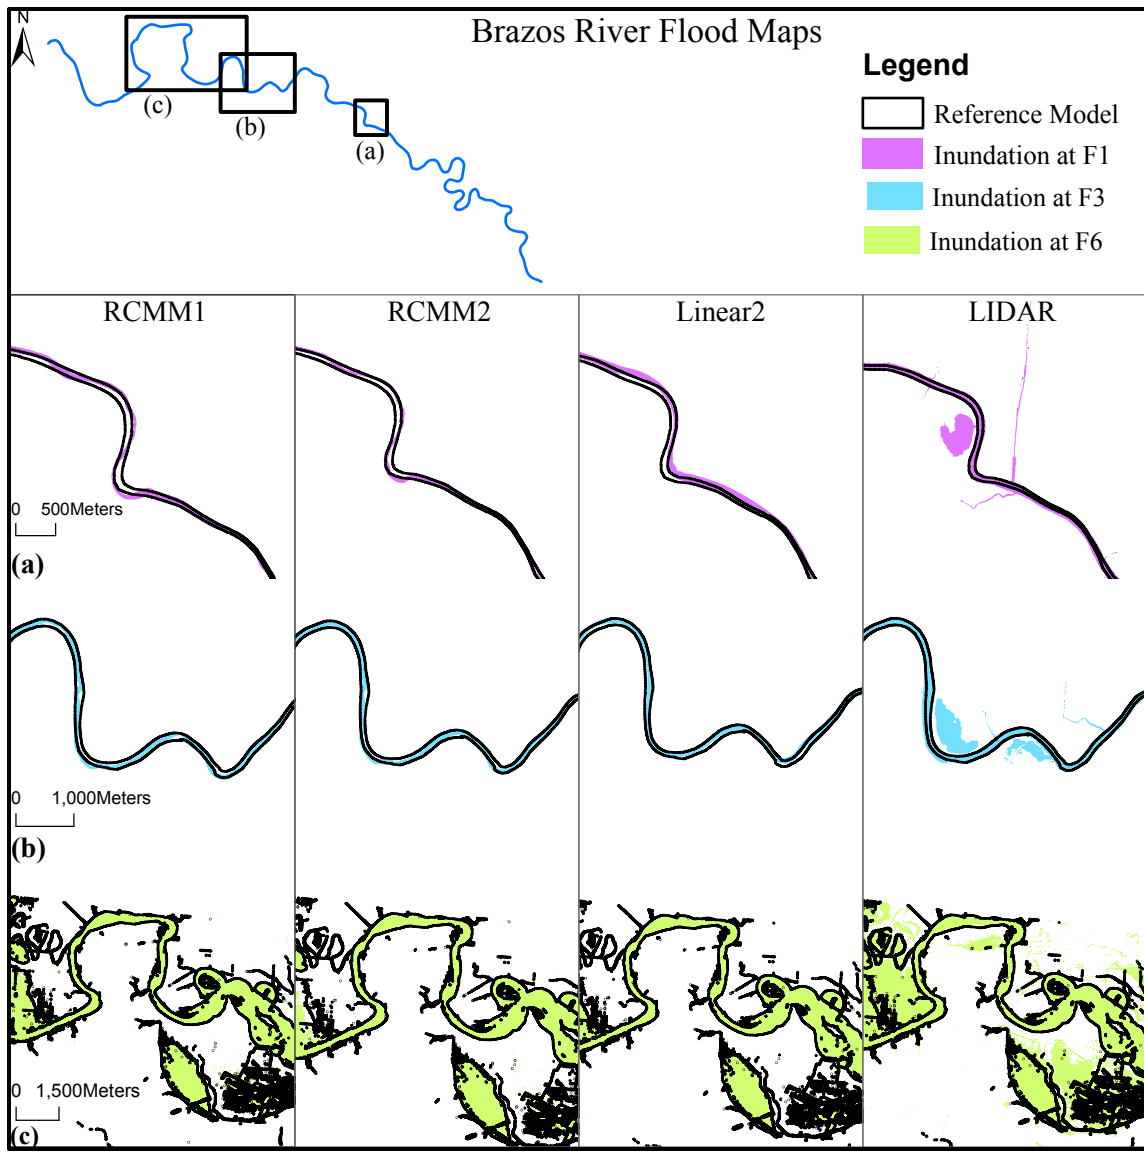 N
Brazos River Flood Maps
(c)
(b)
(a)
Legend
Reference Model
Inundation at F1
Inundation at F3
Inundation at F6
RCMM1
RCMM2
Linear2
LIDAR
0 500Meters
(a)
0 1,000Meters
(b)
0 1,500Meters
(c)